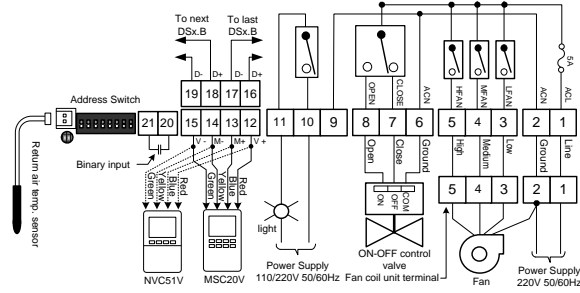 To next
DSx.B
To last
DSx.B
D-
D+
D-
D+
19
18
17
16
Address Switch
21
20
15
14
13
12
11
10
9
8
7
6
5
4
3
2
1
V -
M-
M+
V +
Binary input
Green
Yellow
Blue
Red
Green
Yellow
Blue
Red
Return air temp. sensor
NVC51V
MSC20V
light
Power Supply
110/220V 50/60Hz
OPEN
CLOSE
ACN
HFAN
MFAN
LFAN
ACN
ACL
5A
Open
Close
Ground
High
Medium
Low
Ground
Line
ON
OFF
COM
ON-OFF control
valve
Fan coil unit terminal
5
4
3
2
1
Fan
Power Supply
220V 50/60Hz